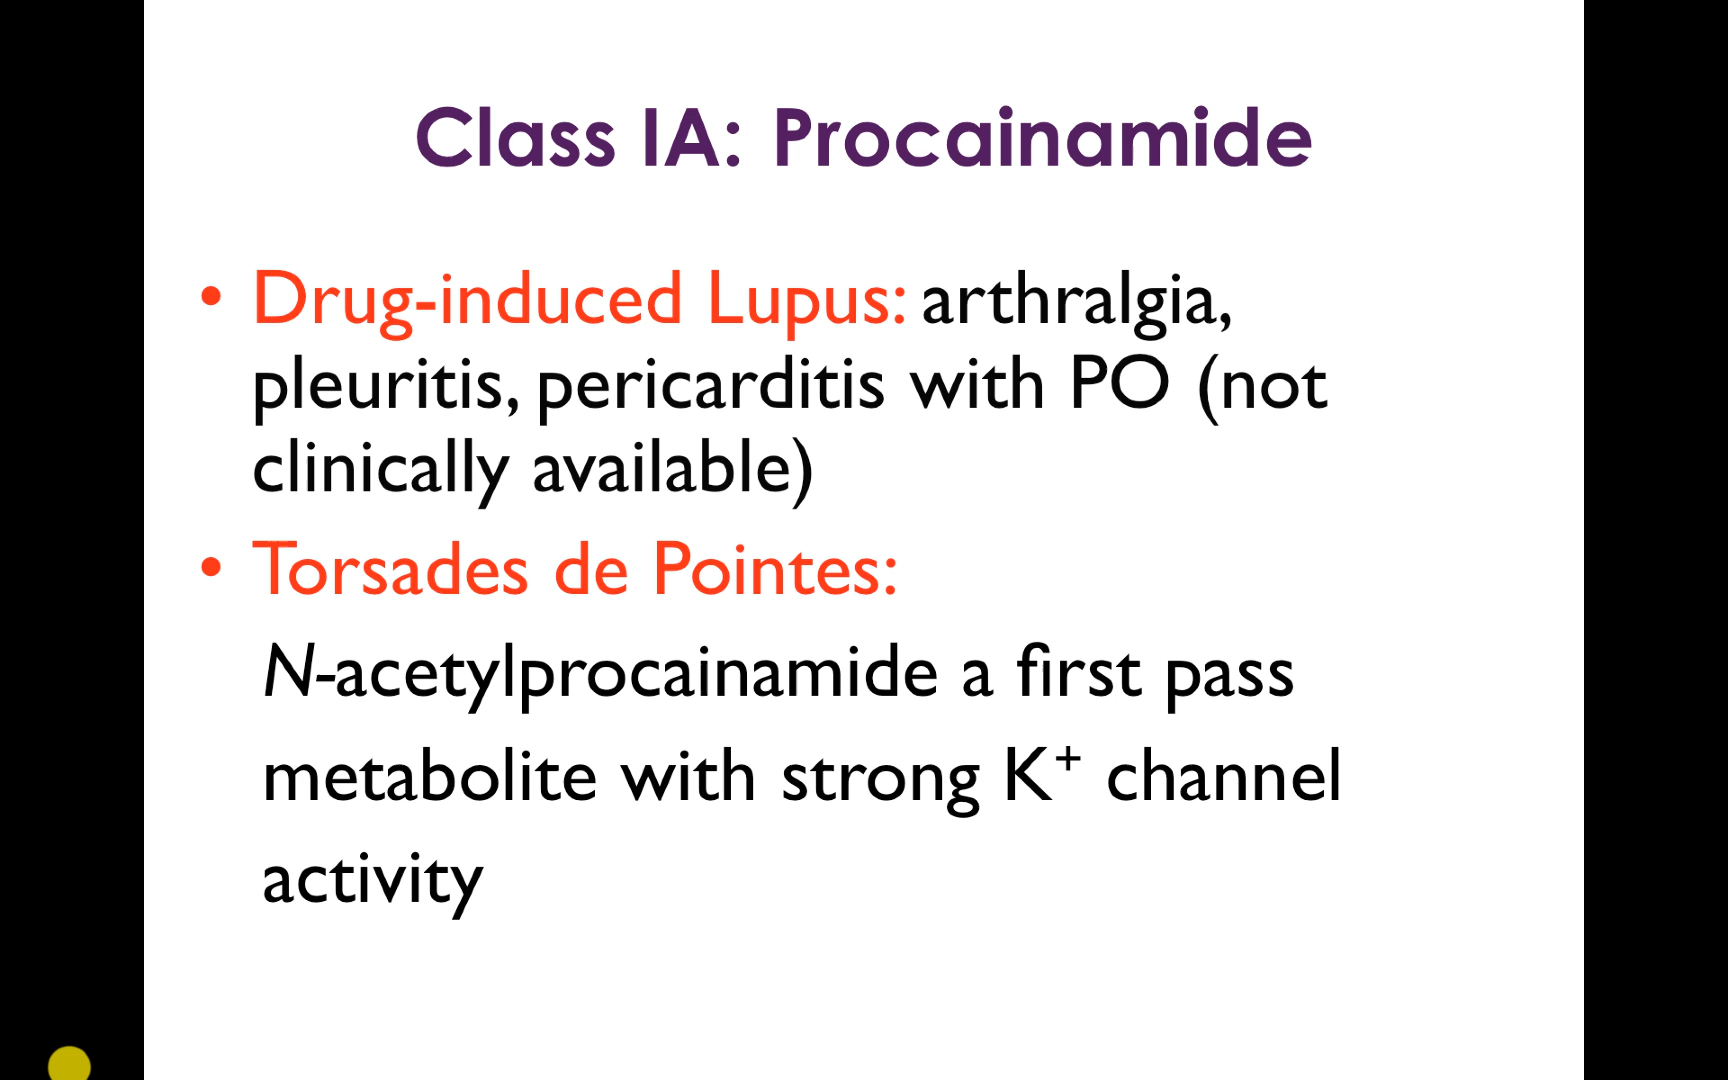 Class IA: Procainamide
• Drug-induced Lupus: arthralgia,
pleuritis, pericarditis with PO (not
clinically available)
• Torsades de Pointes:
N-acetylprocainamide a first pass
metabolite with strong K⁺ channel
activity